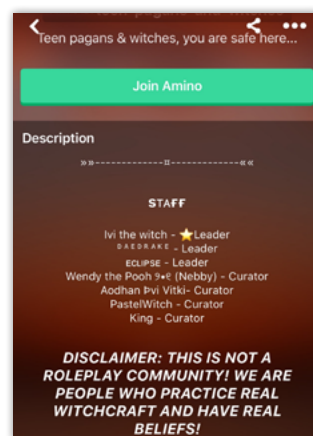 Teen pagans & witches, you are safe here...
Join Amino
Description
»»-------------¤-------------««
STAFF
Ivi the witch - ⭐Leader
ᴰᴬᴱᴰᴿᴬᴷᴱ - Leader
ᴇᴄʟɪᴘsᴇ - Leader
Wendy the Pooh (Nebby) - Curator
Aodhan Þvi Vitki- Curator
PastelWitch - Curator
King - Curator
DISCLAIMER: THIS IS NOT A
ROLEPLAY COMMUNITY! WE ARE
PEOPLE WHO PRACTICE REAL
WITCHCRAFT AND HAVE REAL
BELIEFS!